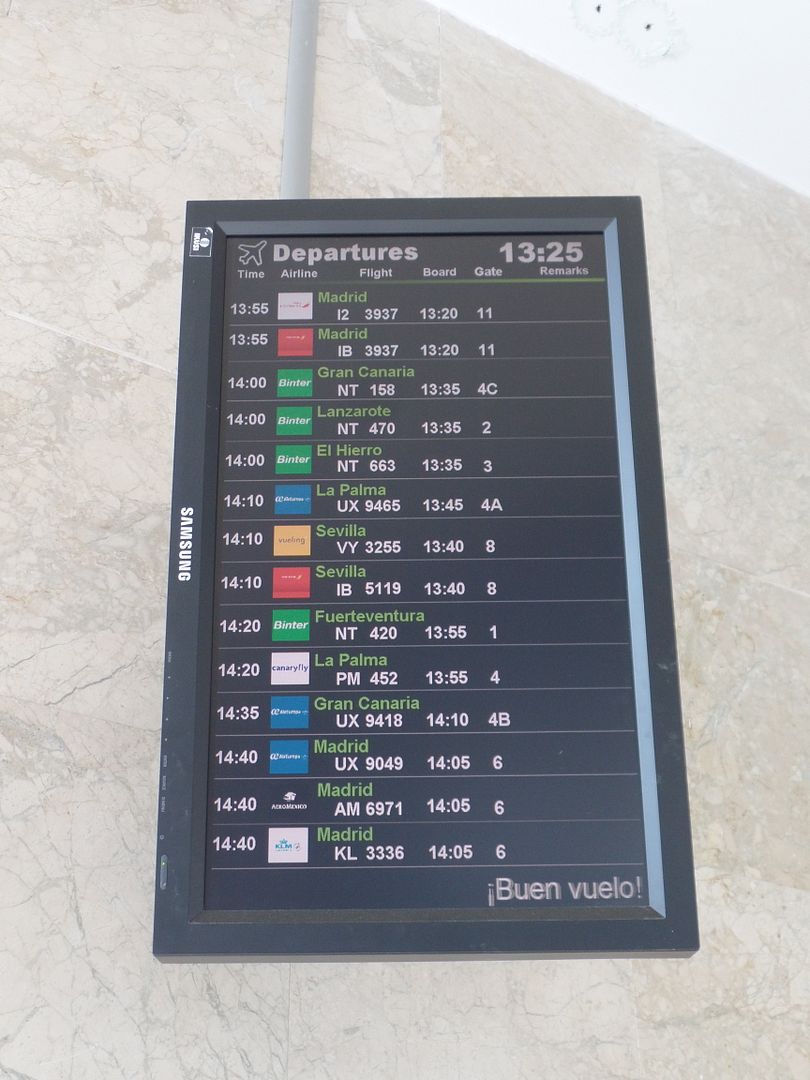 Departures 13:25
Time Airline Flight Board Gate Remarks
Madrid
13:55 I2 3937 13:20 11
Madrid
13:55 IB 3937 13:20 11
Gran Canaria
14:00 Binter NT 158 13:35 4C
Lanzarote
14:00 Binter NT 470 13:35 2
El Hierro
14:00 Binter NT 663 13:35 3
La Palma
14:10 UX 9465 13:45 4A
Sevilla
14:10 vueling VY 3255 13:40 8
Sevilla
14:10 IB 5119 13:40 8
Fuerteventura
14:20 Binter NT 420 13:55 1
La Palma
14:20 canaryfly PM 452 13:55 4
Gran Canaria
14:35 UX 9418 14:10 4B
Madrid
14:40 UX 9049 14:05 6
Madrid
14:40 AEROMEXICO AM 6971 14:05 6
Madrid
14:40 KLM KL 3336 14:05 6
¡Buen vuelo!
SAMSUNG